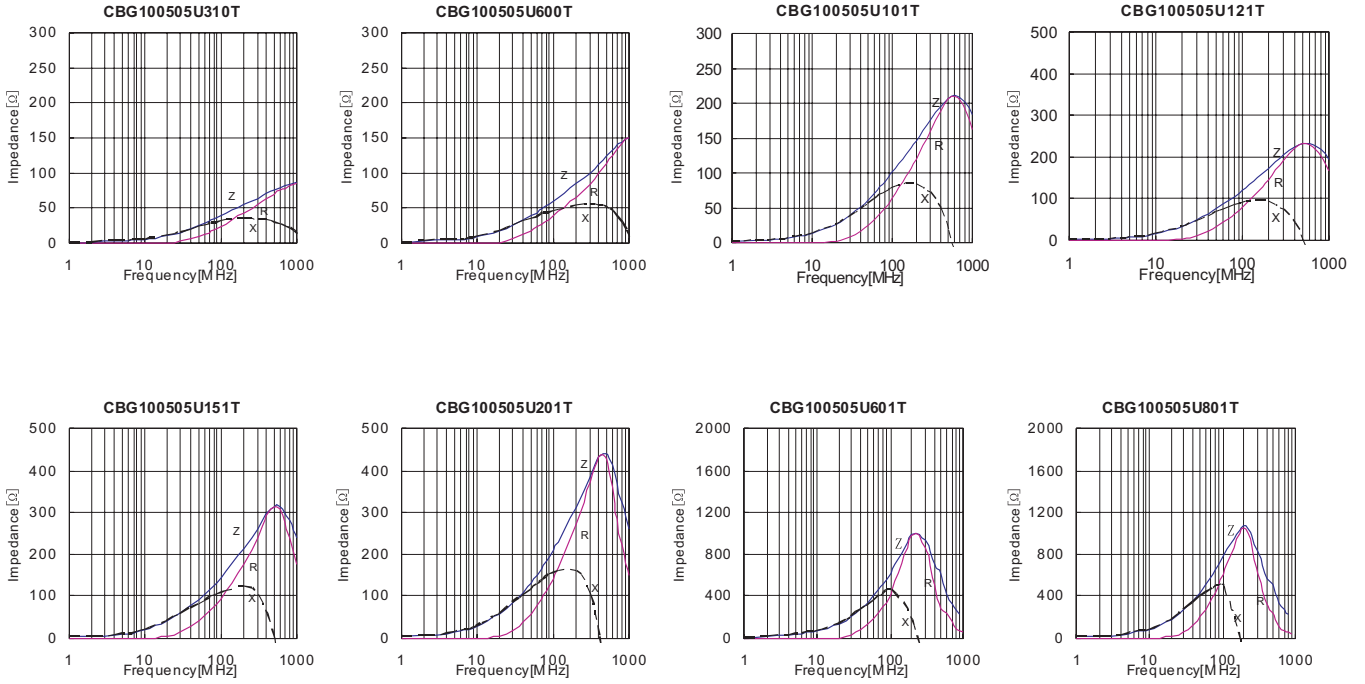 CBG100505U310T
300
250
200
150
100
50
0
Impedance[Ω]
Z
R
X
1 10 100 1000
Frequency[MHz]
CBG100505U600T
300
250
200
150
100
50
0
Impedance[Ω]
Z
R
X
1 10 100 1000
Frequency[MHz]
CBG100505U101T
300
250
200
150
100
50
0
Impedance[Ω]
Z
R
X
1 10 100 1000
Frequency[MHz]
CBG100505U121T
500
400
300
200
100
0
Impedance[Ω]
Z
R
X
1 10 100 1000
Frequency[MHz]
CBG100505U151T
500
400
300
200
100
0
Impedance[Ω]
Z
R
X
1 10 100 1000
Frequency[MHz]
CBG100505U201T
500
400
300
200
100
0
Impedance[Ω]
Z
R
X
1 10 100 1000
Frequency[MHz]
CBG100505U601T
2000
1600
1200
800
400
0
Impedance[Ω]
Z
R
X
1 10 100 1000
Frequency[MHz]
CBG100505U801T
2000
1600
1200
800
400
0
Impedance[Ω]
Z
R
X
1 10 100 1000
Frequency[MHz]